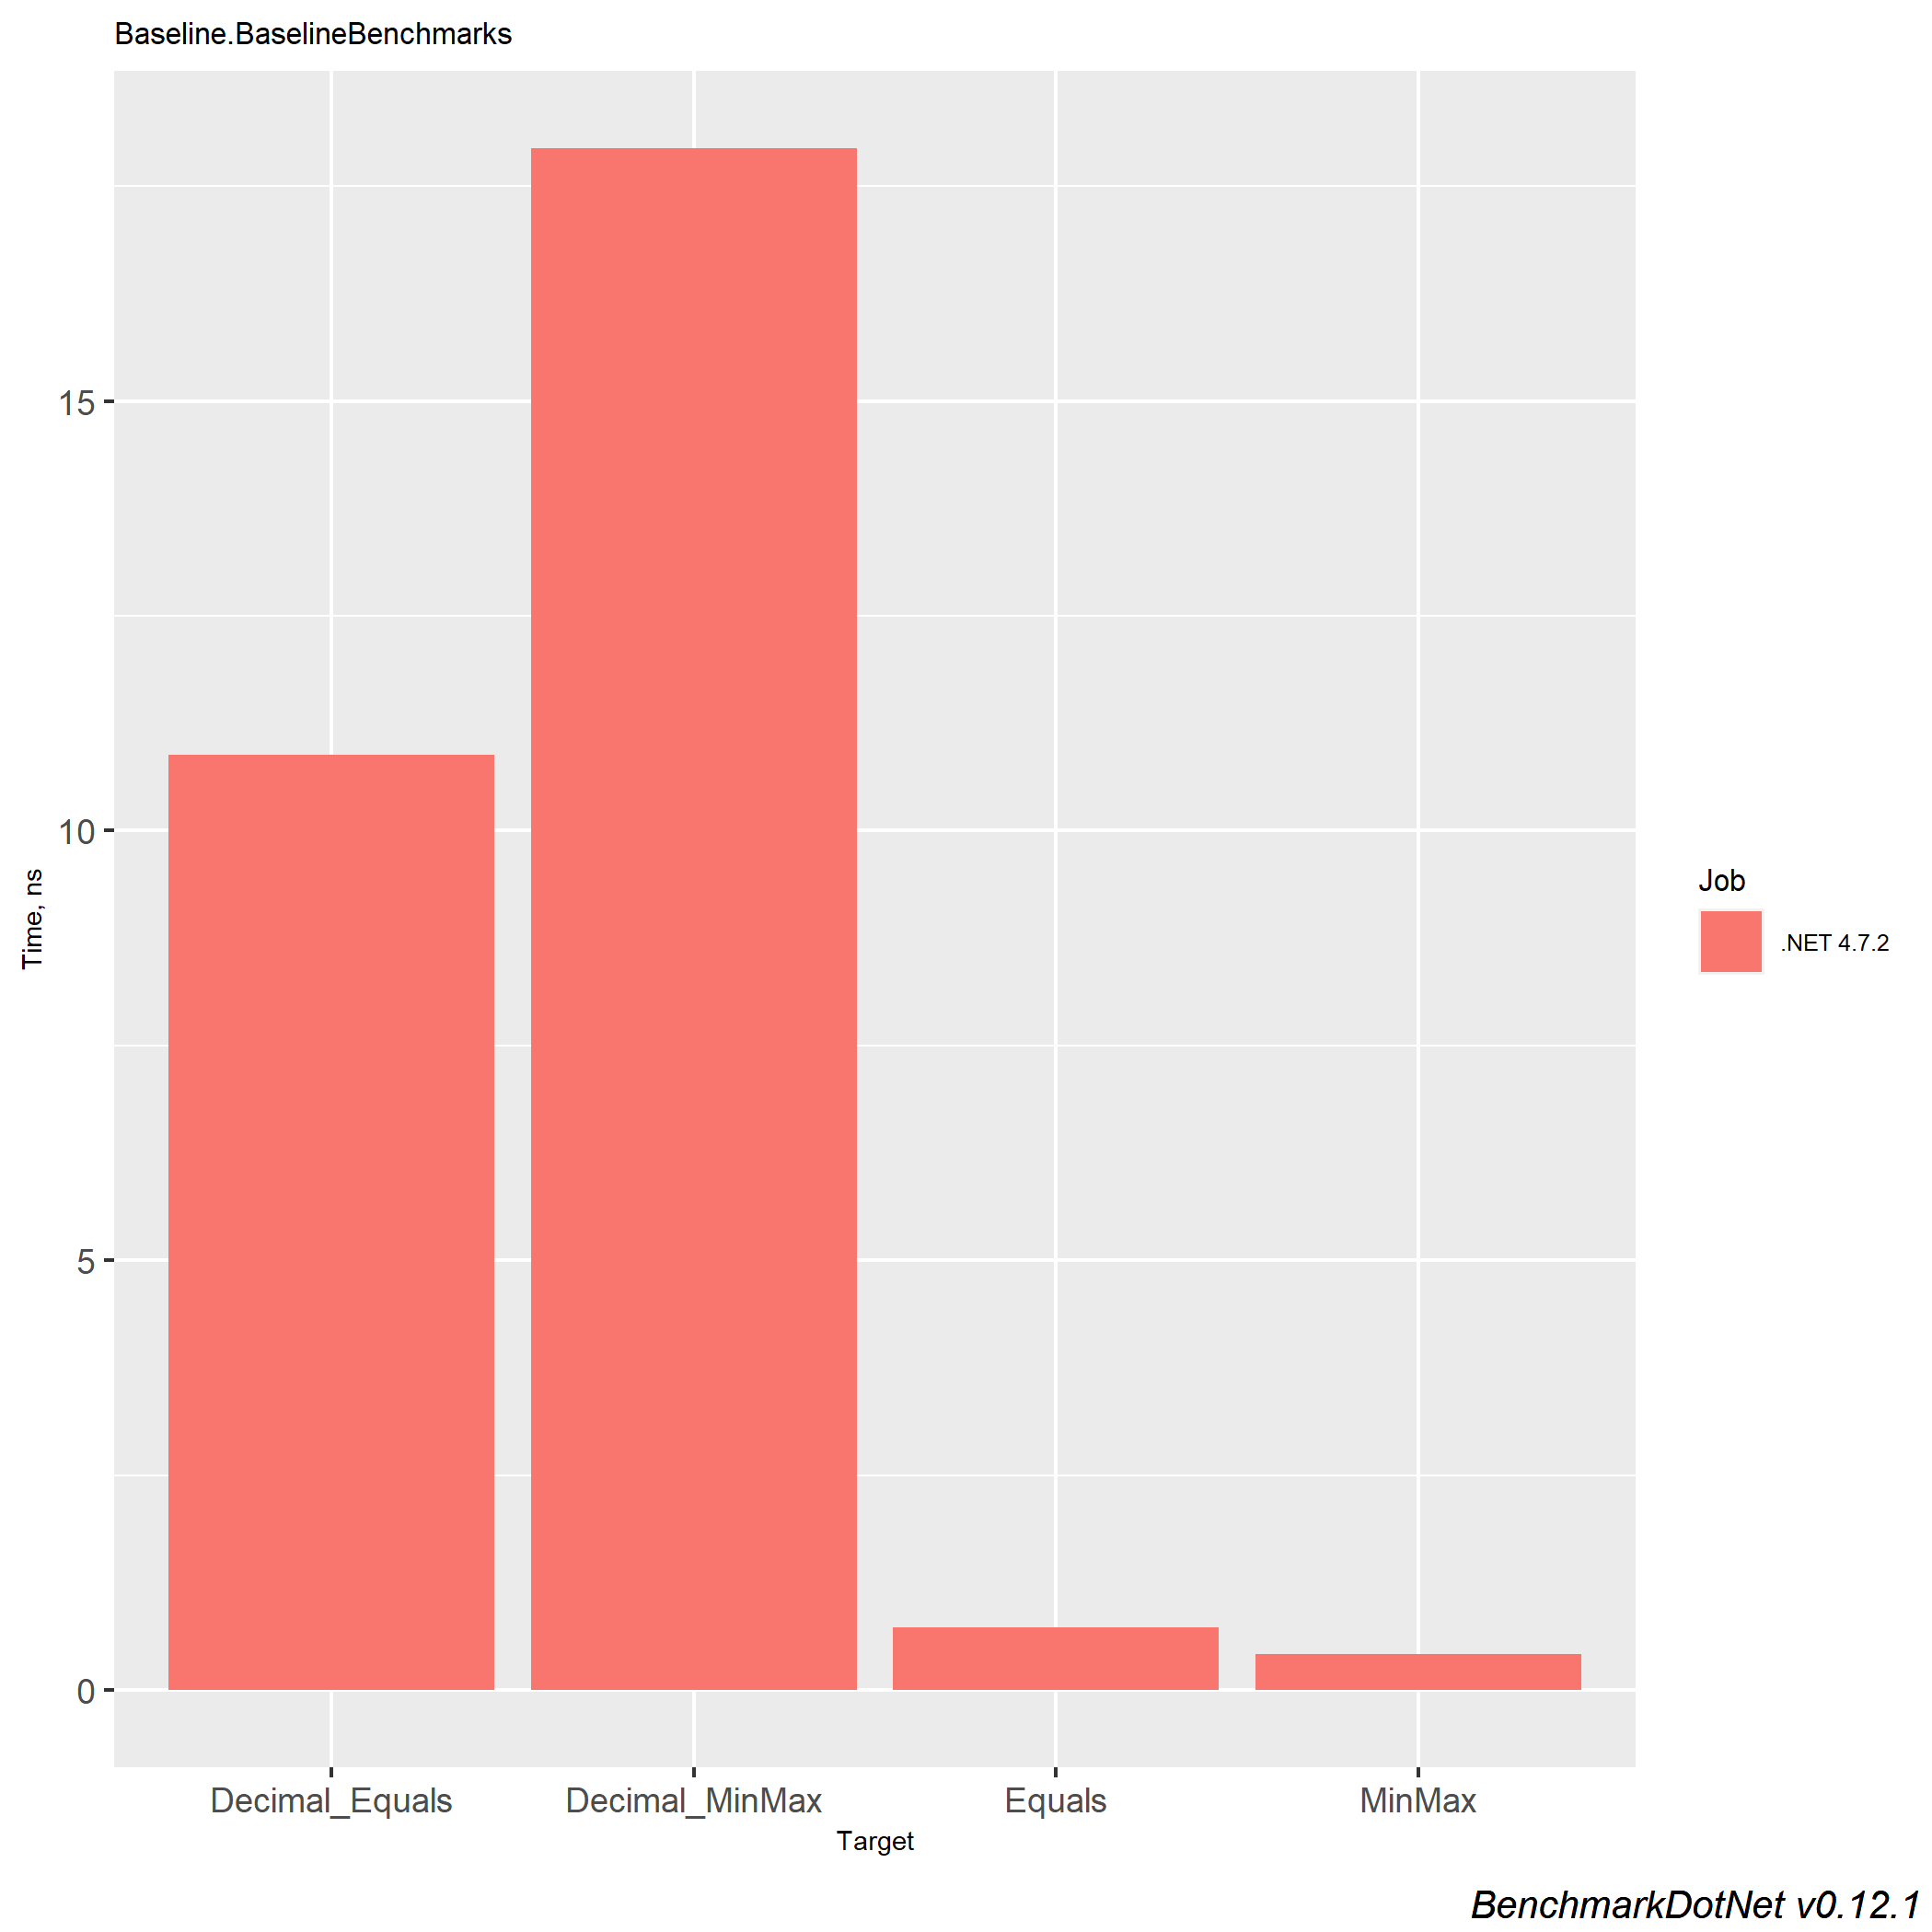 Baseline.BaselineBenchmarks
Time, ns
15
10
5
0
Decimal_Equals
Decimal_MinMax
Equals
MinMax
Target
Job
.NET 4.7.2
BenchmarkDotNet v0.12.1